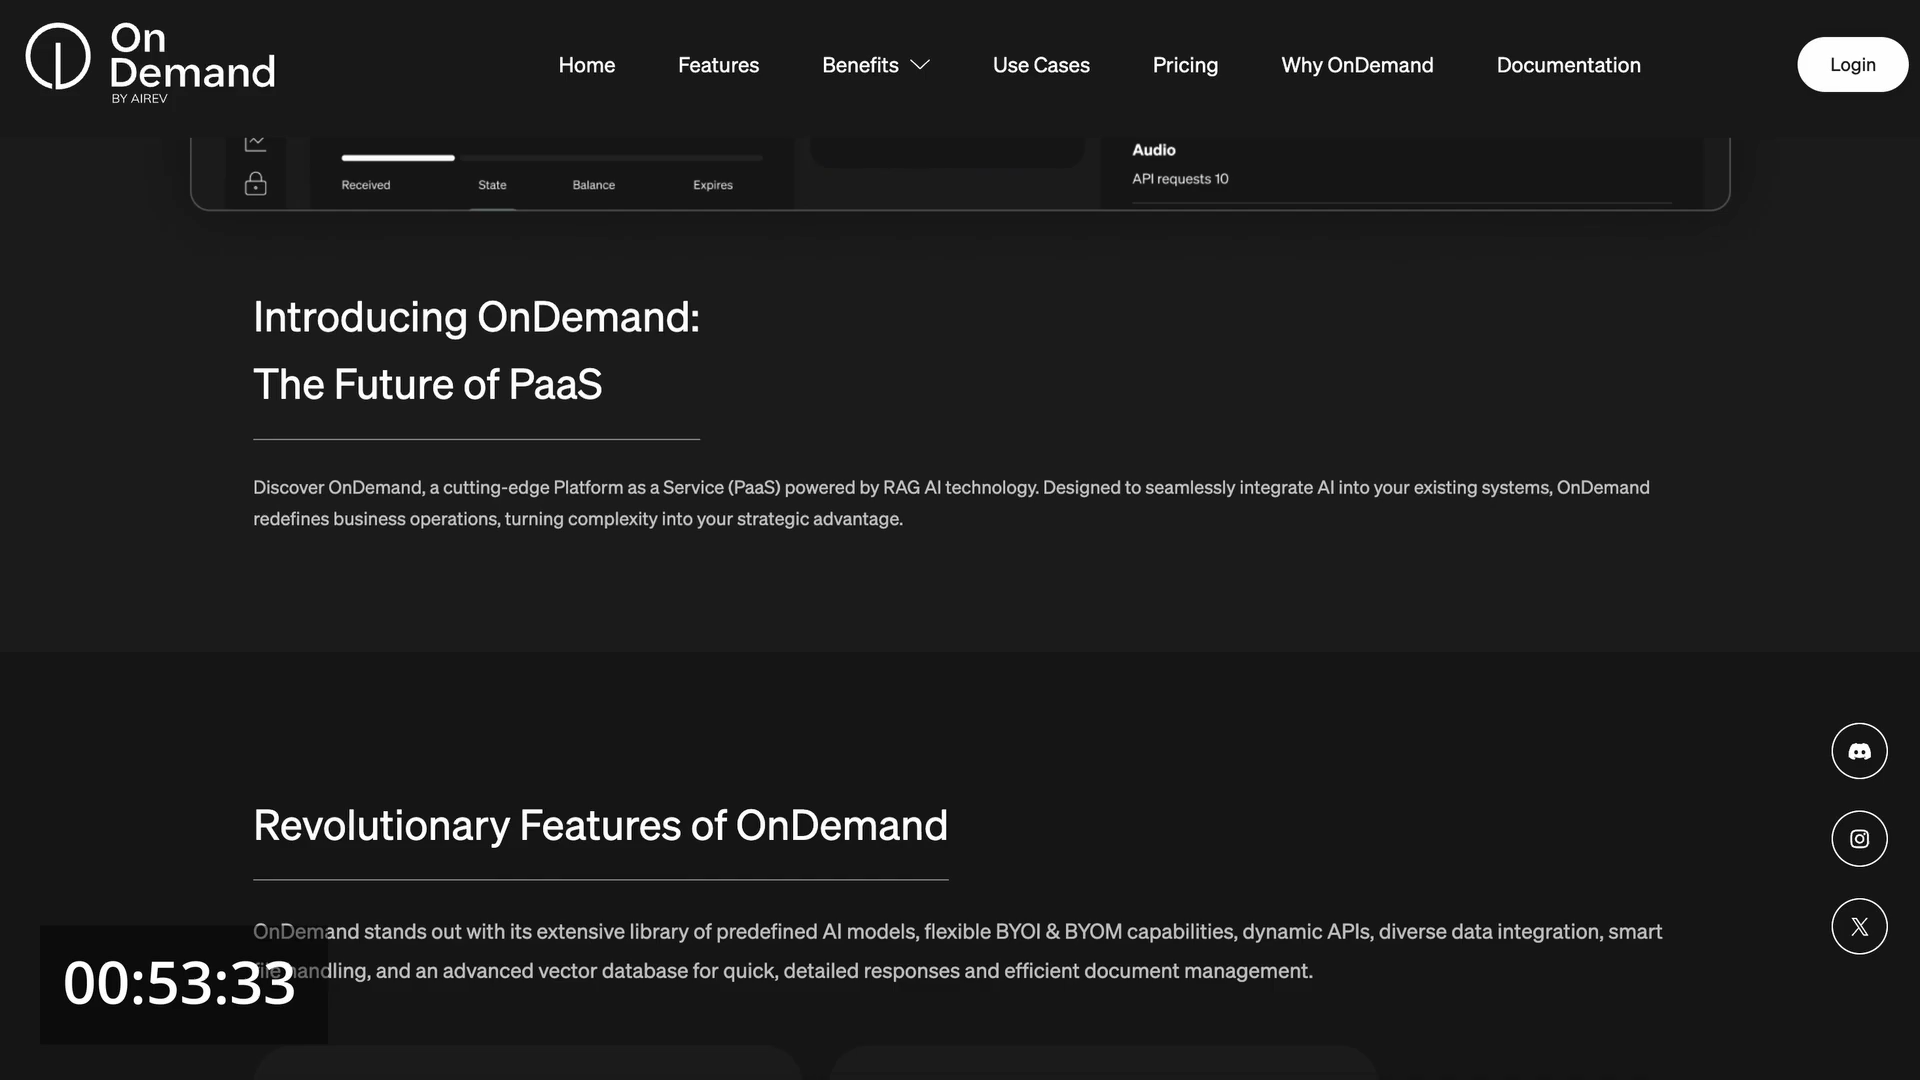 On
Demand
BY AIREV
Home
Features
Benefits
Use Cases
Pricing
Why OnDemand
Documentation
Login
Received
State
Balance
Expires
Audio
API requests 10
Introducing OnDemand:
The Future of PaaS
Discover OnDemand, a cutting-edge Platform as a Service (PaaS) powered by RAG AI technology. Designed to seamlessly integrate AI into your existing systems, OnDemand
redefines business operations, turning complexity into your strategic advantage.
Revolutionary Features of OnDemand
OnDemand stands out with its extensive library of predefined AI models, flexible BYOI & BYOM capabilities, dynamic APIs, diverse data integration, smart
file handling, and an advanced vector database for quick, detailed responses and efficient document management.
00:53:33